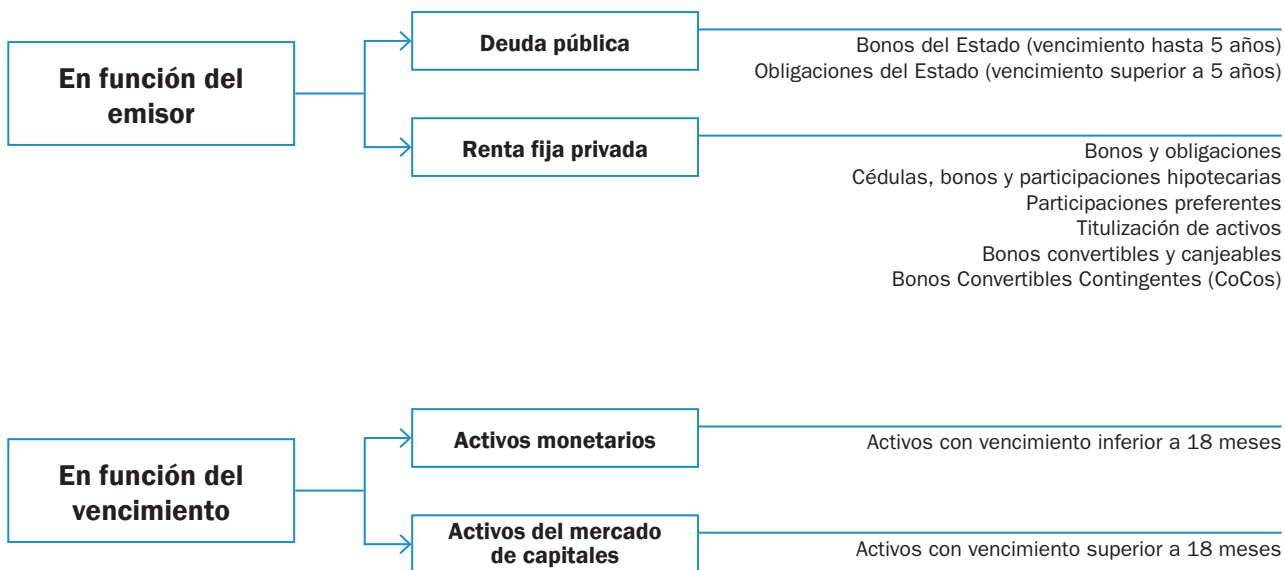 En función del
emisor
Deuda pública
Bonos del Estado (vencimiento hasta 5 años)
Obligaciones del Estado (vencimiento superior a 5 años)
Renta fija privada
Bonos y obligaciones
Cédulas, bonos y participaciones hipotecarias
Participaciones preferentes
Titulización de activos
Bonos convertibles y canjeables
Bonos Convertibles Contingentes (CoCos)
En función del
vencimiento
Activos monetarios
Activos con vencimiento inferior a 18 meses
Activos del mercado
de capitales
Activos con vencimiento superior a 18 meses